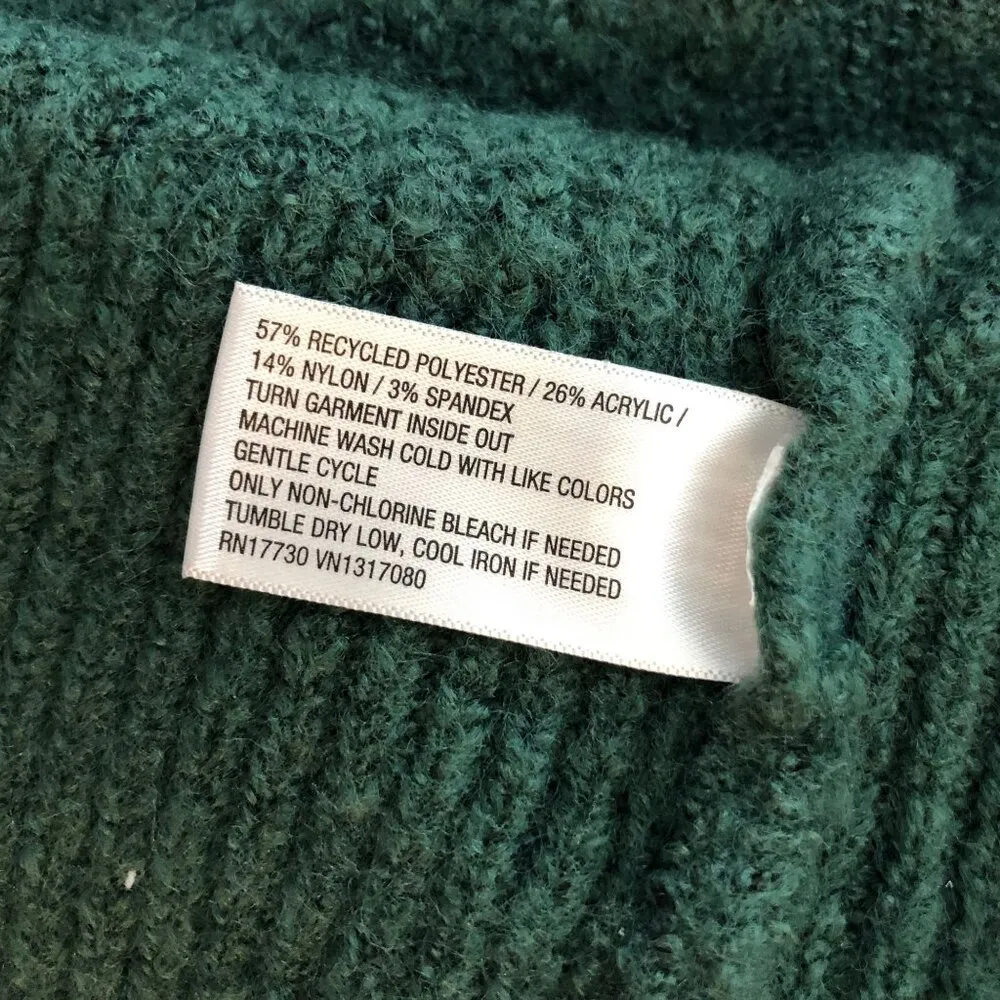 57% RECYCLED POLYESTER / 26% ACRYLIC /
14% NYLON / 3% SPANDEX
TURN GARMENT INSIDE OUT
MACHINE WASH COLD WITH LIKE COLORS
GENTLE CYCLE
ONLY NON-CHLORINE BLEACH IF NEEDED
TUMBLE DRY LOW, COOL IRON IF NEEDED
RN17730 VN1317080